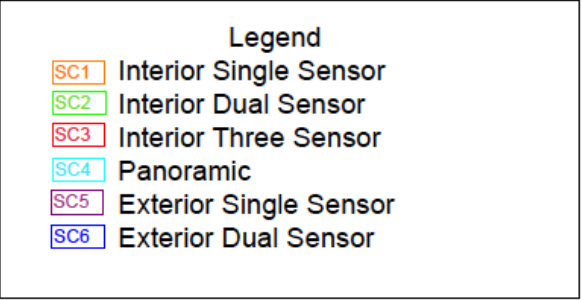 Legend
SC1 Interior Single Sensor
SC2 Interior Dual Sensor
SC3 Interior Three Sensor
SC4 Panoramic
SC5 Exterior Single Sensor
SC6 Exterior Dual Sensor